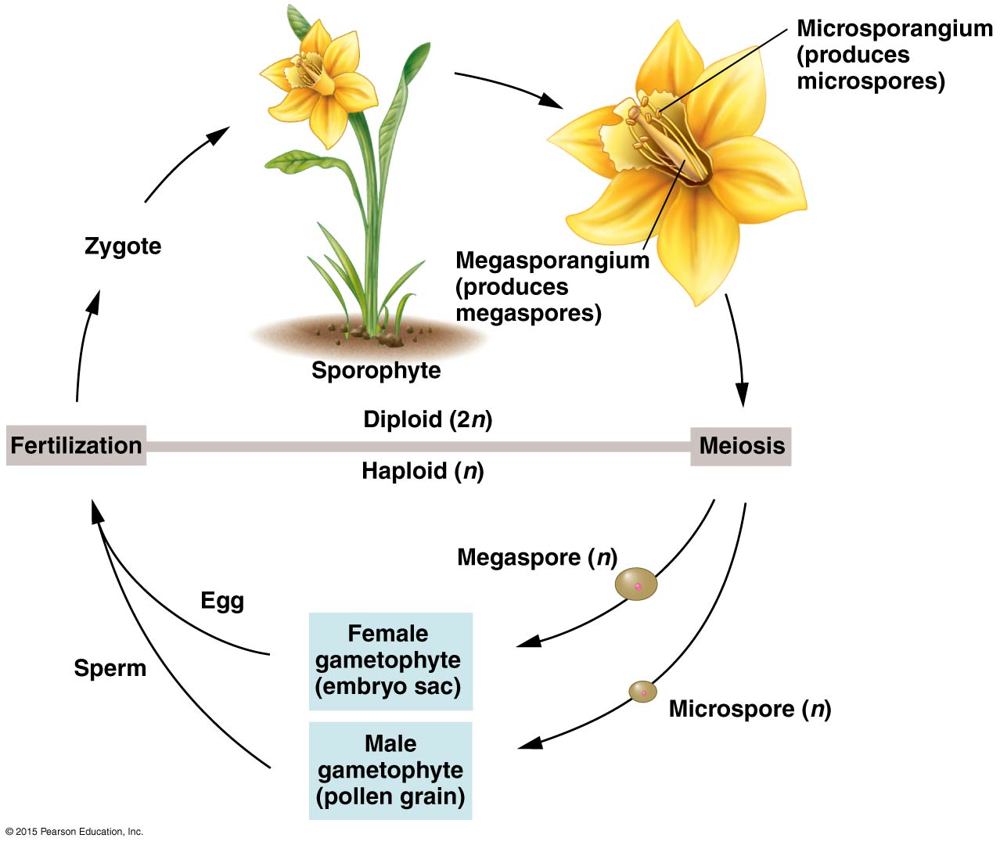 Microsporangium
(produces
microspores)
Zygote
Megasporangium
(produces
megaspores)
Sporophyte
Diploid (2n)
Fertilization
Meiosis
Haploid (n)
Megaspore (n)
Egg
Female
gametophyte
(embryo sac)
Sperm
Microspore (n)
Male
gametophyte
(pollen grain)
© 2015 Pearson Education, Inc.